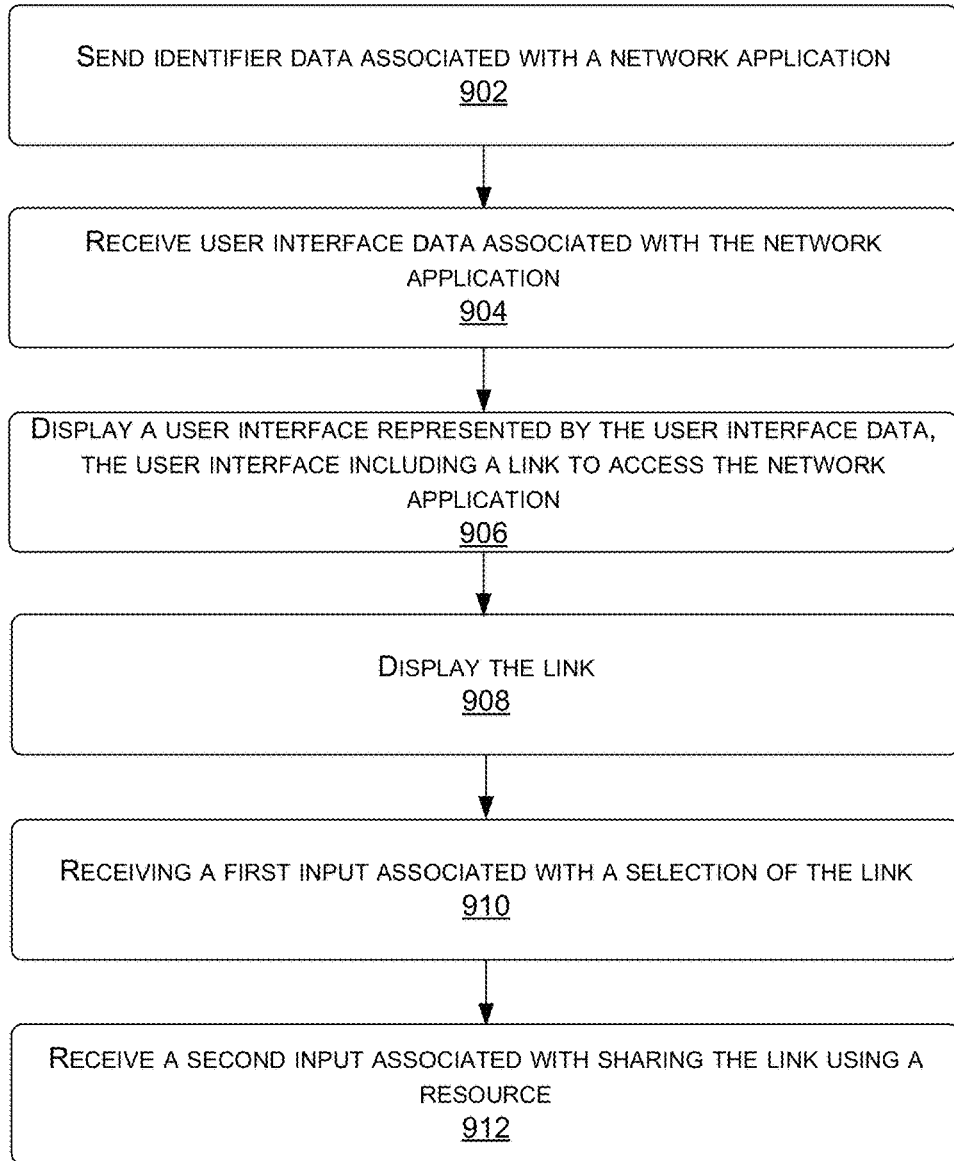 SEND IDENTIFIER DATA ASSOCIATED WITH A NETWORK APPLICATION
902
RECEIVE USER INTERFACE DATA ASSOCIATED WITH THE NETWORK
APPLICATION
904
DISPLAY A USER INTERFACE REPRESENTED BY THE USER INTERFACE DATA,
THE USER INTERFACE INCLUDING A LINK TO ACCESS THE NETWORK
APPLICATION
906
DISPLAY THE LINK
908
RECEIVING A FIRST INPUT ASSOCIATED WITH A SELECTION OF THE LINK
910
RECEIVE A SECOND INPUT ASSOCIATED WITH SHARING THE LINK USING A
RESOURCE
912